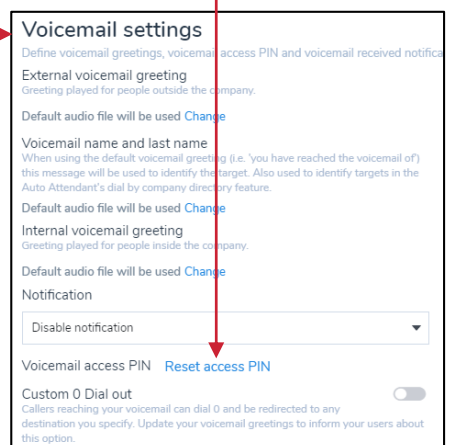 Voicemail settings
Define voicemail greetings, voicemail access PIN and voicemail received notifica
External voicemail greeting
Greeting played for people outside the company.
Default audio file will be used Change
Voicemail name and last name
When using the default voicemail greeting (i.e. 'you have reached the voicemail of')
this message will be used to identify the target. Also used to identify targets in the
Auto Attendant's dial by company directory feature.
Default audio file will be used Change
Internal voicemail greeting
Greeting played for people inside the company.
Default audio file will be used Change
Notification
Disable notification
Voicemail access PIN Reset access PIN
Custom 0 Dial out
Callers reaching your voicemail can dial 0 and be redirected to any
destination you specify. Update your voicemail greetings to inform your users about
this option.